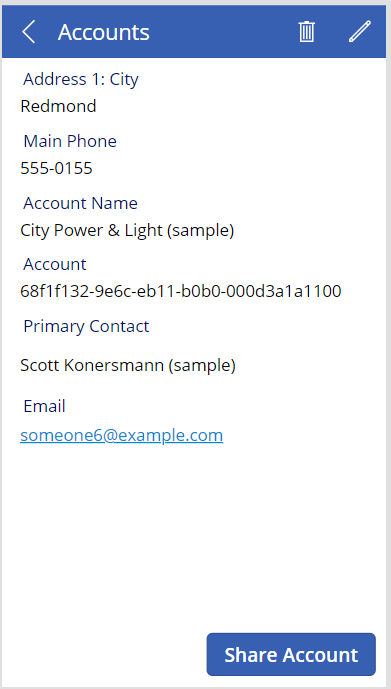 Accounts
Address 1: City
Redmond
Main Phone
555-0155
Account Name
City Power & Light (sample)
Account
68f1f132-9e6c-eb11-b0b0-000d3a1a1100
Primary Contact
Scott Konersmann (sample)
Email
someone6@example.com
Share Account